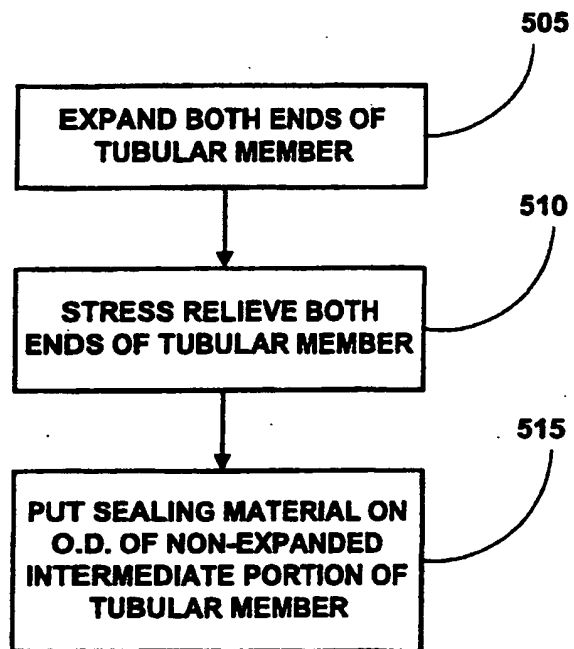 505
EXPAND BOTH ENDS OF
TUBULAR MEMBER
510
STRESS RELIEVE BOTH
ENDS OF TUBULAR MEMBER
515
PUT SEALING MATERIAL ON
O.D. OF NON-EXPANDED
INTERMEDIATE PORTION OF
TUBULAR MEMBER